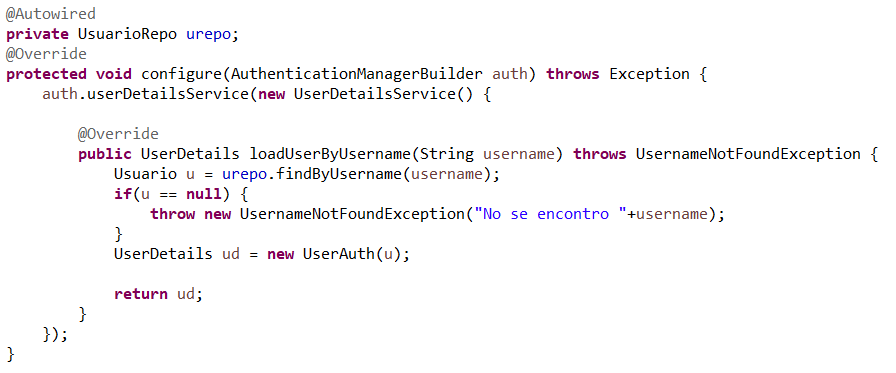 @Autowired
private UsuarioRepo urepo;
@Override
protected void configure(AuthenticationManagerBuilder auth) throws Exception {
    auth.userDetailsService(new UserDetailsService() {

        @Override
        public UserDetails loadUserByUsername(String username) throws UsernameNotFoundException {
            Usuario u = urepo.findByUsername(username);
            if(u == null) {
                throw new UsernameNotFoundException("No se encontro "+username);
            }
            UserDetails ud = new UserAuth(u);

            return ud;
        }
    });
}